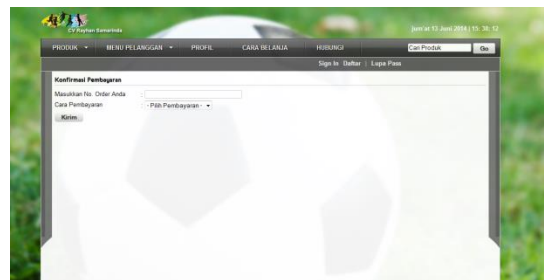 CV Rayhan Samarinda
Jum'at 13 Juni 2014 | 15: 38: 12
PRODUK MENU PELANGGAN PROFIL CARA BELANJA HUBUNGI Cari Produk Go
Sign In Daftar | Lupa Pass
Konfirmasi Pembayaran
Masukkan No. Order Anda :
Cara Pembayaran : - Pilih Pembayaran -
Kirim